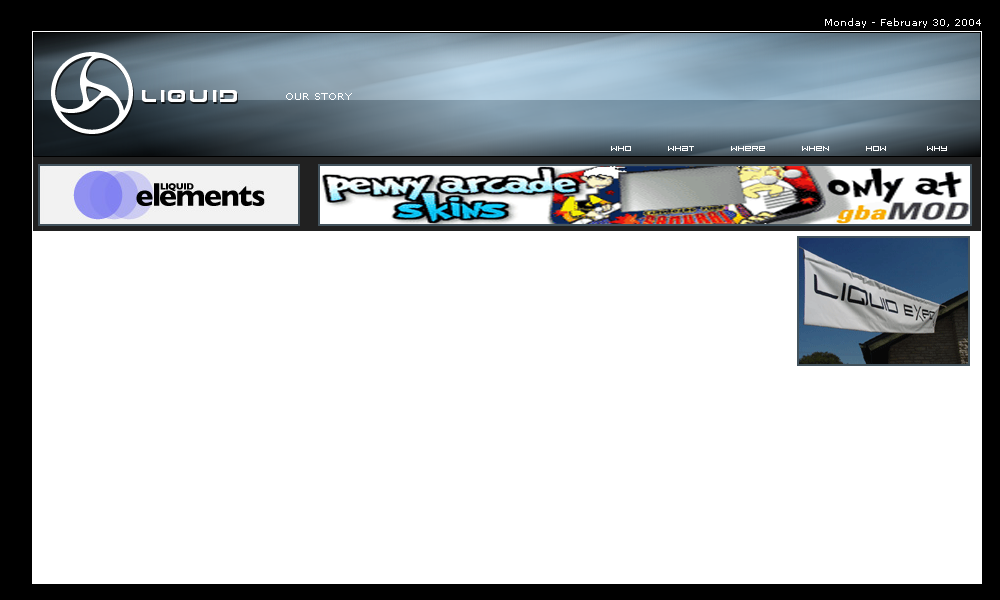 Monday - February 30, 2004
LIQUID
OUR STORY
WHO WHAT WHERE WHEN HOW WHY
LIQUID
elements
penny arcade
skins
SAMURAI
only at
gbaMOD
LIQUID